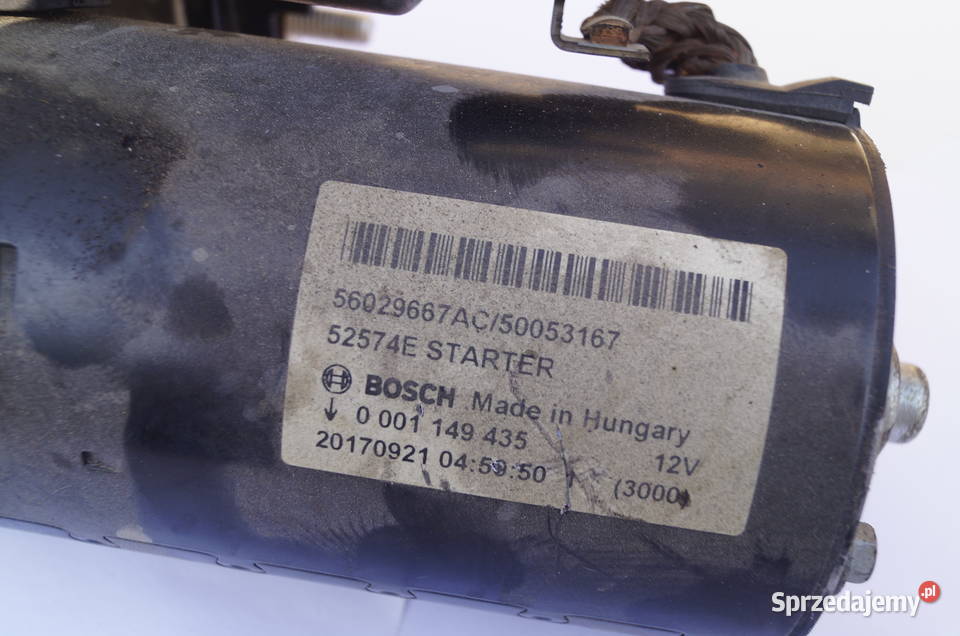 56029667AC/50053167
52574E STARTER
BOSCH Made in Hungary
↓ 0 001 149 435 12V
20170921 04:59:50 (3000)
Sprzedajemy.pl